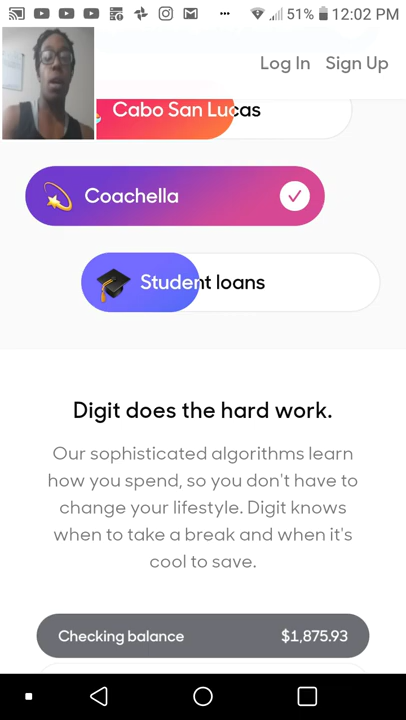 51% 12:02 PM
Log In Sign Up
Cabo San Lucas
Coachella
Student loans
Digit does the hard work.
Our sophisticated algorithms learn
how you spend, so you don't have to
change your lifestyle. Digit knows
when to take a break and when it's
cool to save.
Checking balance $1,875.93